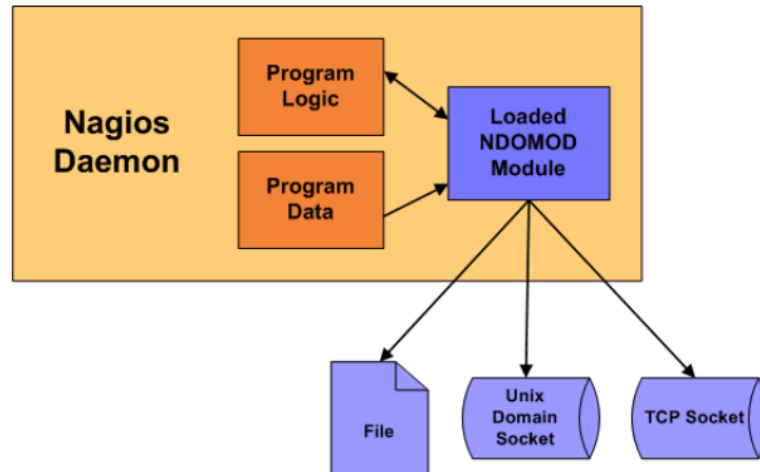 Nagios
Daemon
Program
Logic
Program
Data
Loaded
NDOMOD
Module
File
Unix
Domain
Socket
TCP Socket